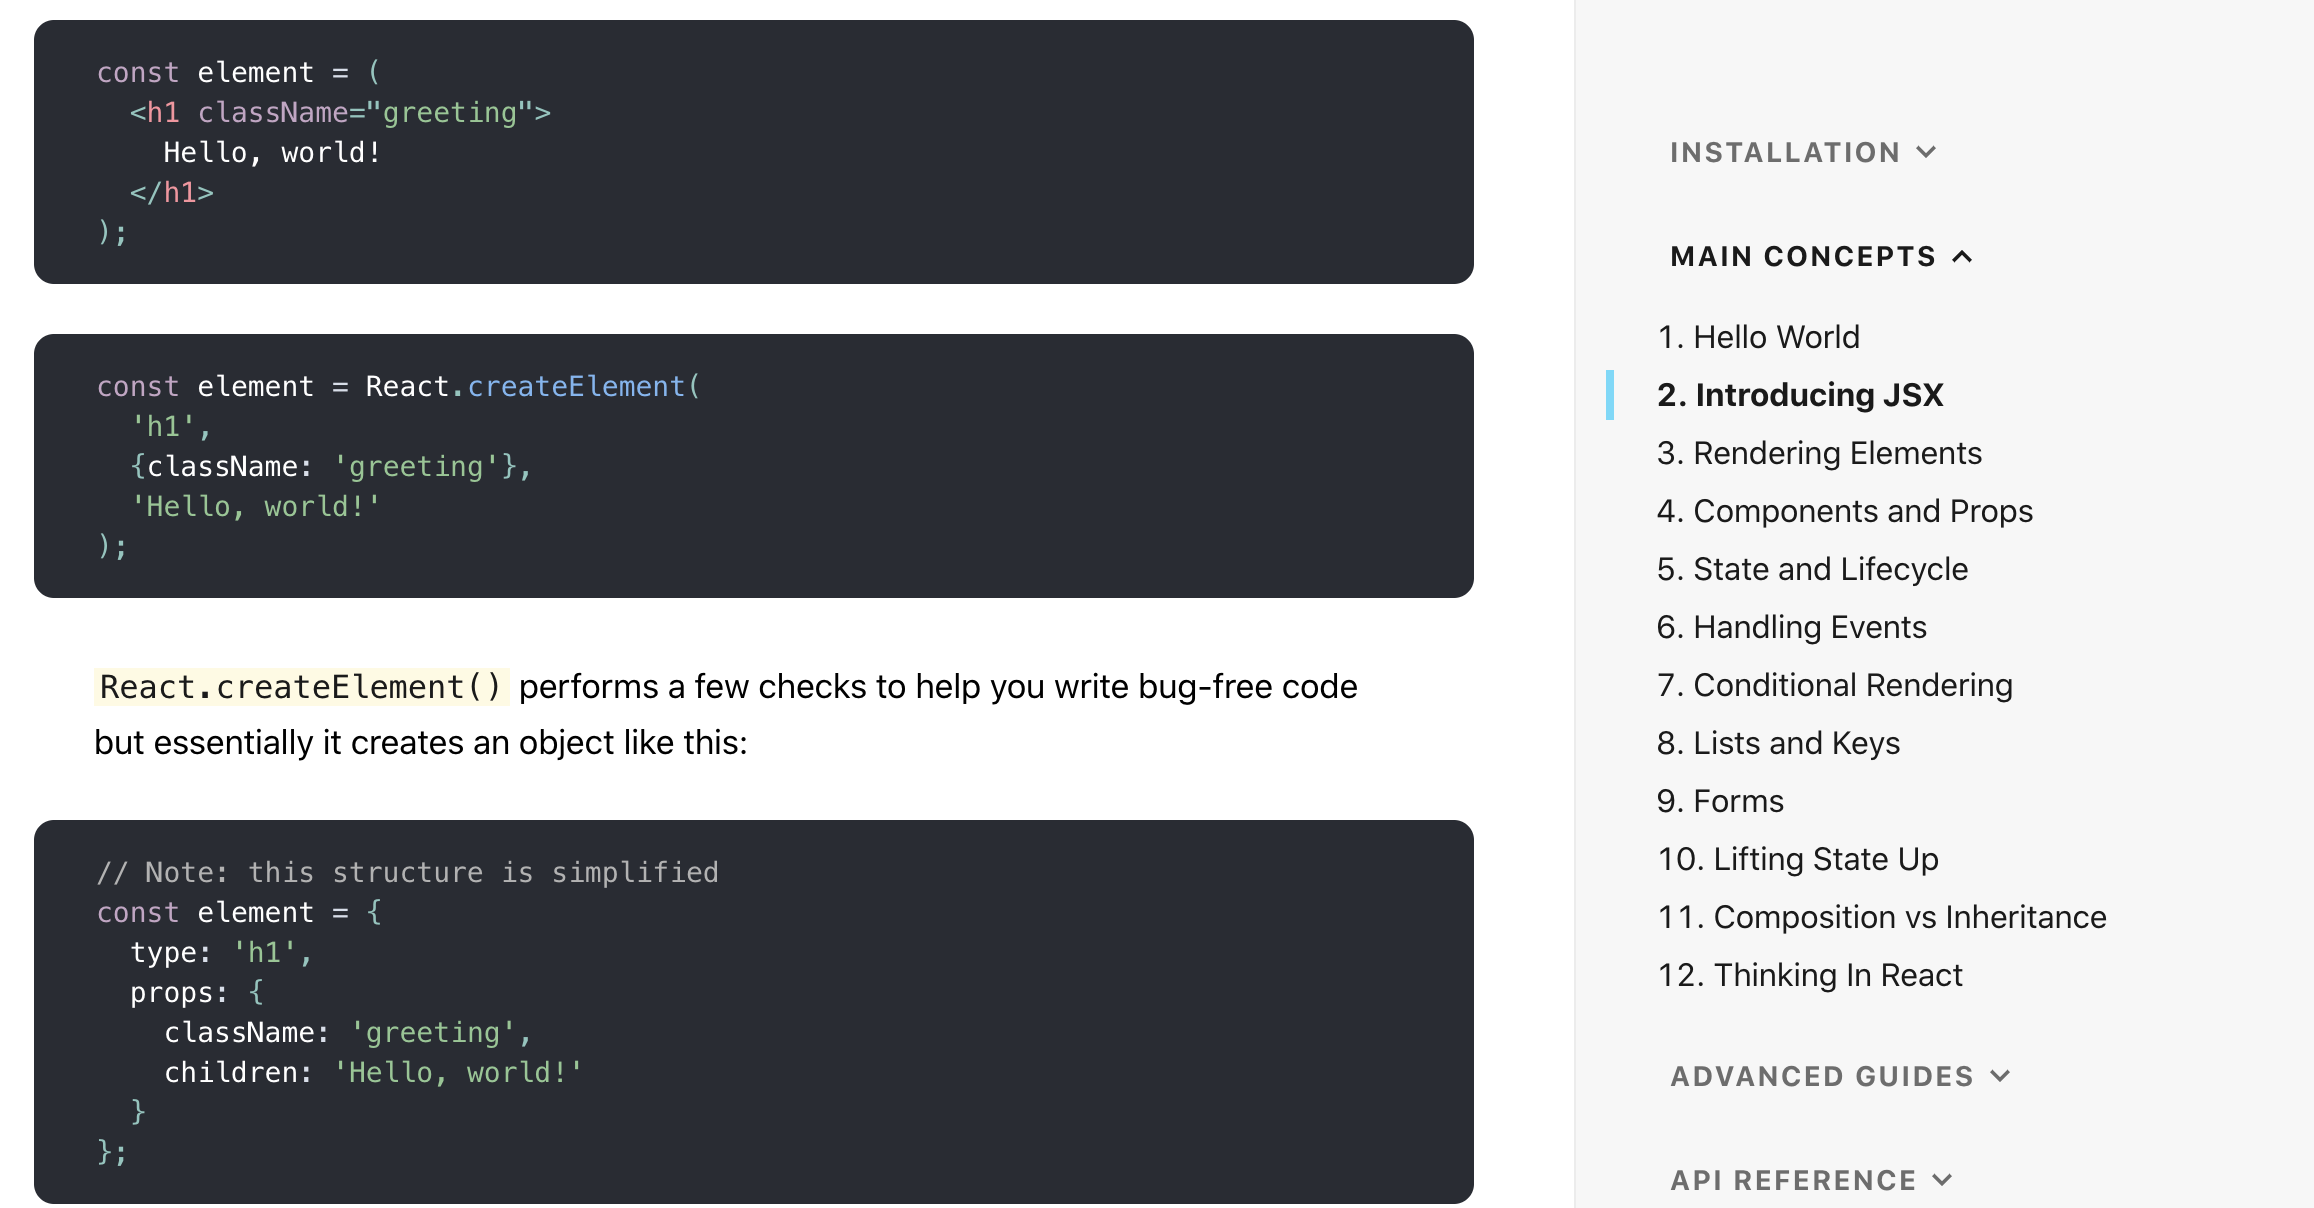 const element = (
  <h1 className="greeting">
    Hello, world!
  </h1>
);
const element = React.createElement(
  'h1',
  {className: 'greeting'},
  'Hello, world!'
);
React.createElement() performs a few checks to help you write bug-free code
but essentially it creates an object like this:
// Note: this structure is simplified
const element = {
  type: 'h1',
  props: {
    className: 'greeting',
    children: 'Hello, world!'
  }
};
INSTALLATION
MAIN CONCEPTS
1. Hello World
2. Introducing JSX
3. Rendering Elements
4. Components and Props
5. State and Lifecycle
6. Handling Events
7. Conditional Rendering
8. Lists and Keys
9. Forms
10. Lifting State Up
11. Composition vs Inheritance
12. Thinking In React
ADVANCED GUIDES
API REFERENCE